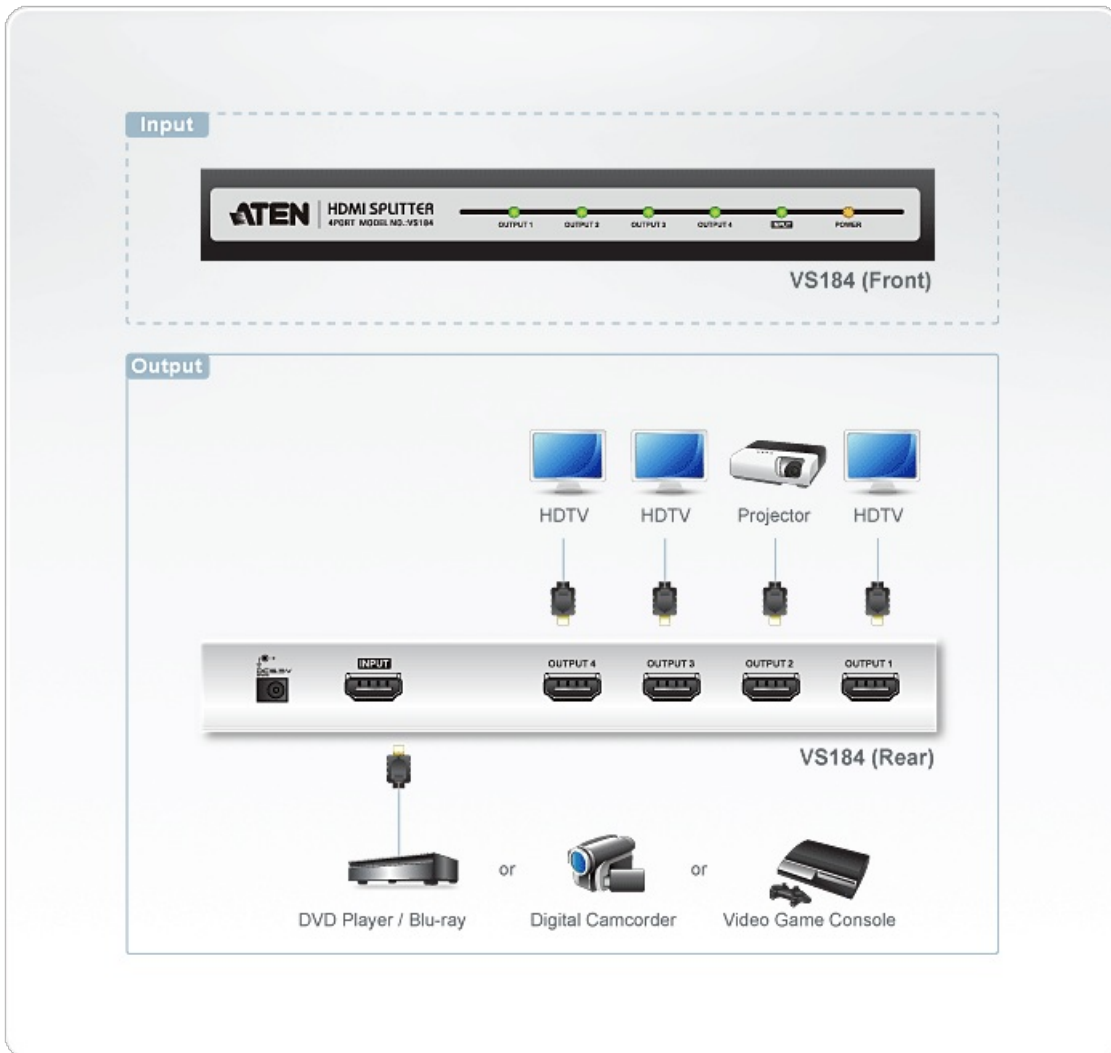 Input
ATEN HDMI SPLITTER
4PORT MODEL NO.:VS184
OUTPUT 1 OUTPUT 2 OUTPUT 3 OUTPUT 4 INPUT POWER
VS184 (Front)
Output
HDTV HDTV Projector HDTV
INPUT OUTPUT 4 OUTPUT 3 OUTPUT 2 OUTPUT 1
VS184 (Rear)
or or
DVD Player / Blu-ray Digital Camcorder Video Game Console